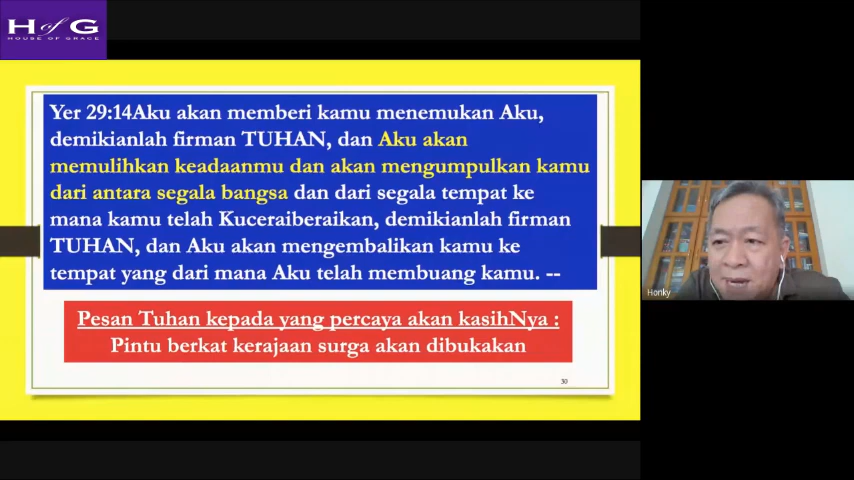 H of G
HOUSE OF GRACE
Yer 29:14Aku akan memberi kamu menemukan Aku,
demikianlah firman TUHAN, dan Aku akan
memulihkan keadaanmu dan akan mengumpulkan kamu
dari antara segala bangsa dan dari segala tempat ke
mana kamu telah Kuceraiberaikan, demikianlah firman
TUHAN, dan Aku akan mengembalikan kamu ke
tempat yang dari mana Aku telah membuang kamu. --
Pesan Tuhan kepada yang percaya akan kasihNya :
Pintu berkat kerajaan surga akan dibukakan
30
Honky